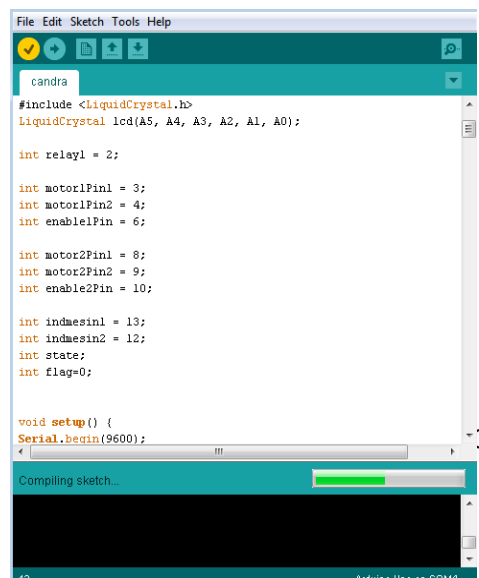 File Edit Sketch Tools Help
candra
#include <LiquidCrystal.h>
LiquidCrystal lcd(A5, A4, A3, A2, A1, A0);
int relay1 = 2;
int motor1Pin1 = 3;
int motor1Pin2 = 4;
int enable1Pin = 6;
int motor2Pin1 = 8;
int motor2Pin2 = 9;
int enable2Pin = 10;
int indmesin1 = 13;
int indmesin2 = 12;
int state;
int flag=0;
void setup() {
Serial.begin(9600);
Compiling sketch...